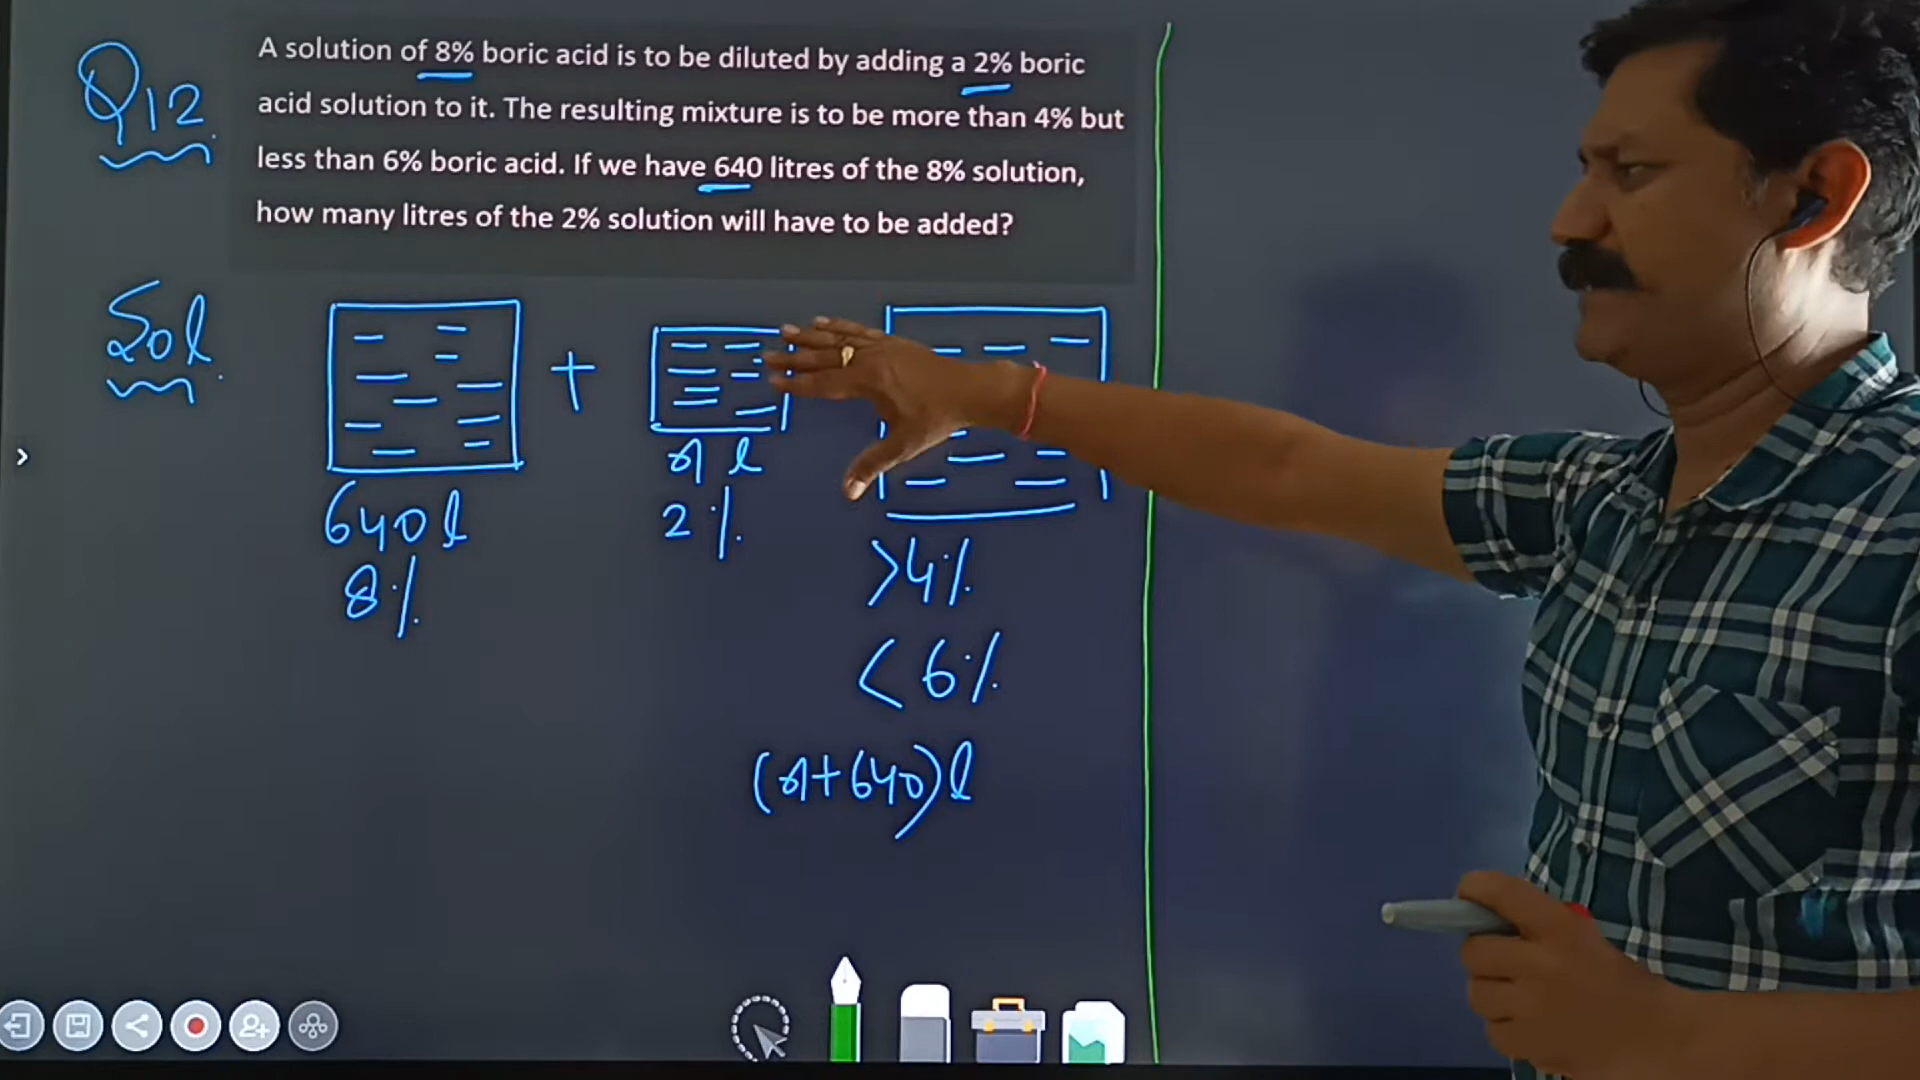 Q12.
A solution of 8% boric acid is to be diluted by adding a 2% boric
acid solution to it. The resulting mixture is to be more than 4% but
less than 6% boric acid. If we have 640 litres of the 8% solution,
how many litres of the 2% solution will have to be added?
Sol.
+
640 l
8%
x l
2%
>4%
<6%
(x+640) l